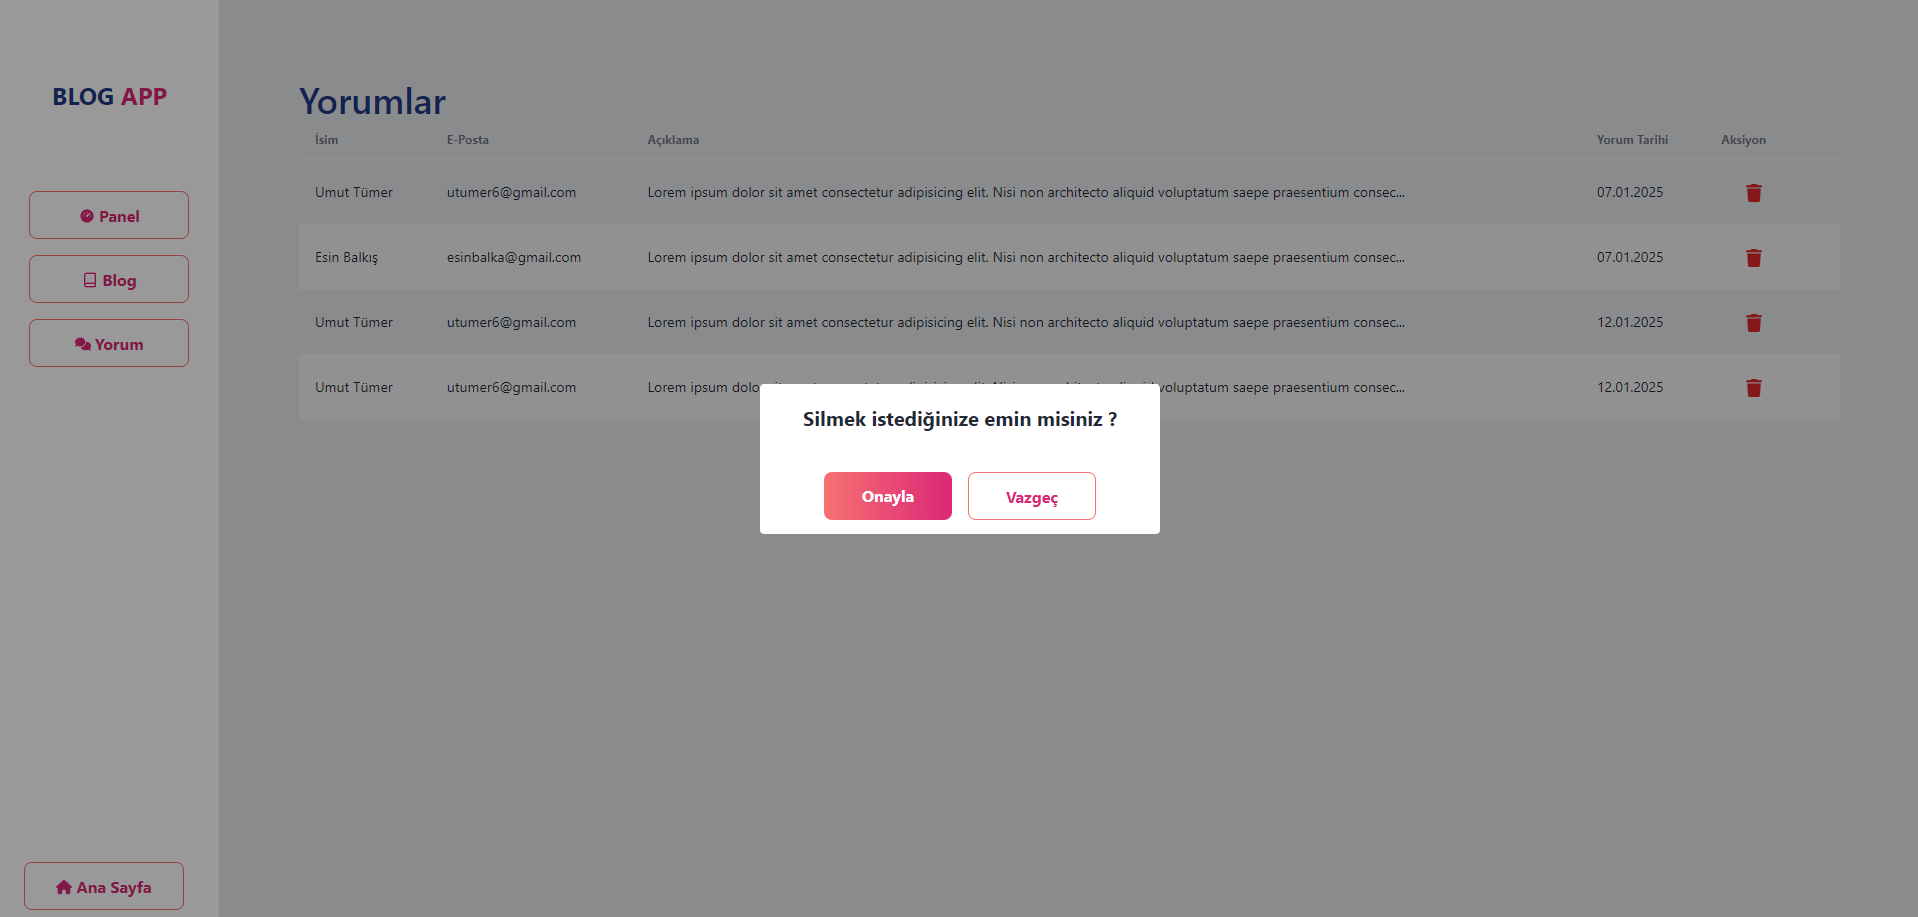 BLOG APP
Panel
Blog
Yorum
Ana Sayfa
Yorumlar
İsim E-Posta Açıklama Yorum Tarihi Aksiyon
Umut Tümer utumer6@gmail.com Lorem ipsum dolor sit amet consectetur adipisicing elit. Nisi non architecto aliquid voluptatum saepe praesentium consec... 07.01.2025
Esin Balkış esinbalka@gmail.com Lorem ipsum dolor sit amet consectetur adipisicing elit. Nisi non architecto aliquid voluptatum saepe praesentium consec... 07.01.2025
Umut Tümer utumer6@gmail.com Lorem ipsum dolor sit amet consectetur adipisicing elit. Nisi non architecto aliquid voluptatum saepe praesentium consec... 12.01.2025
Umut Tümer utumer6@gmail.com Lorem ipsum dolo voluptatum saepe praesentium consec... 12.01.2025
Silmek istediğinize emin misiniz ?
Onayla
Vazgeç